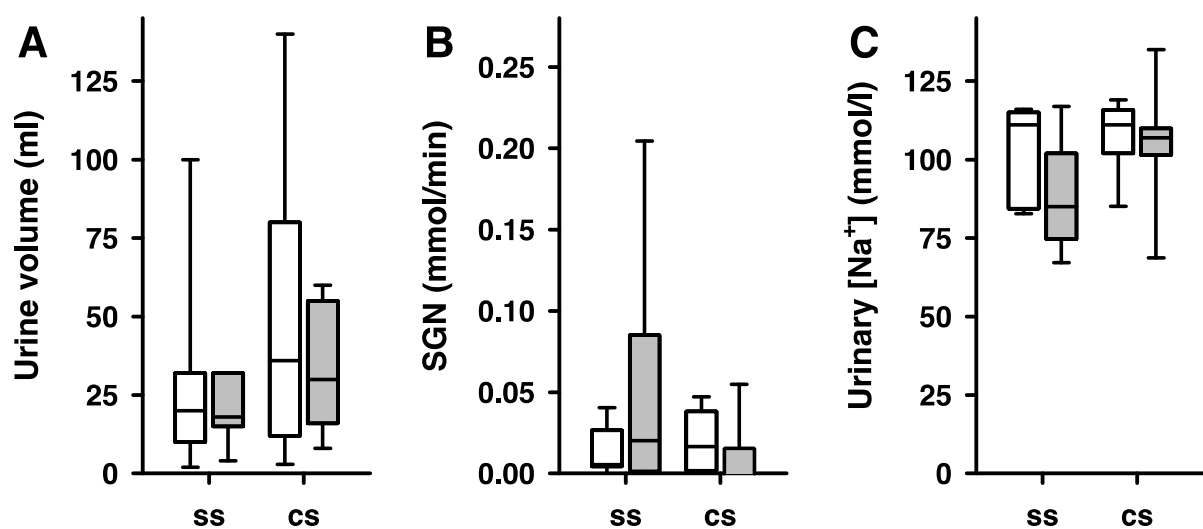 A
Urine volume (ml)
125
100
75
50
25
0
ss cs
B
SGN (mmol/min)
0.25
0.20
0.15
0.10
0.05
0.00
ss cs
C
Urinary [Na⁺] (mmol/l)
125
100
75
50
25
0
ss cs